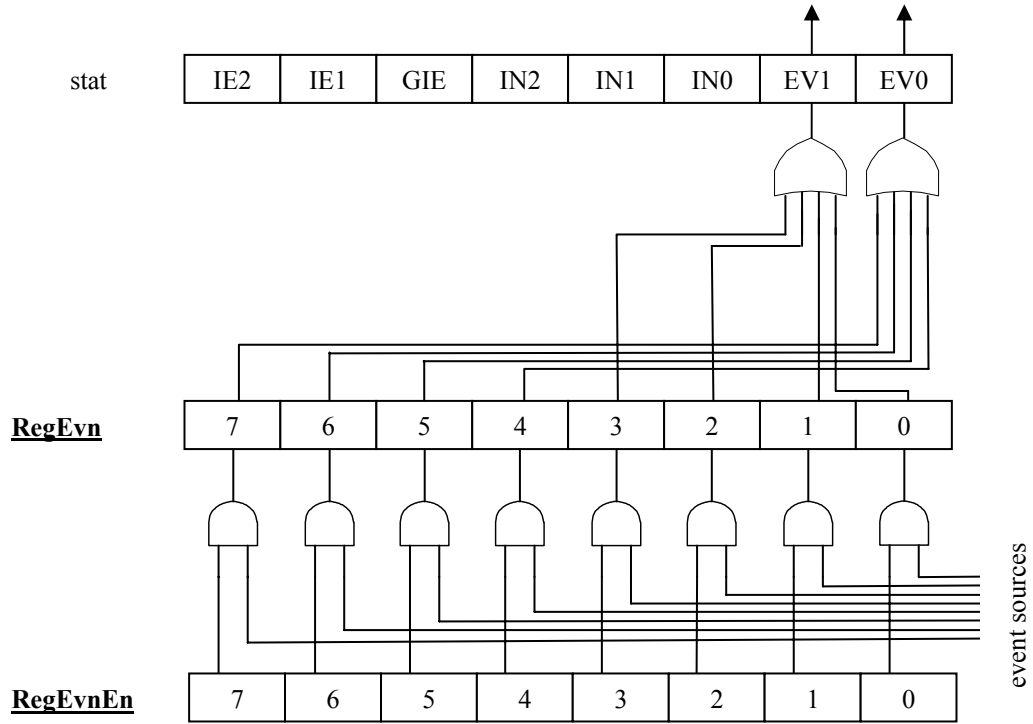 stat IE2 IE1 GIE IN2 IN1 IN0 EV1 EV0
RegEvn 7 6 5 4 3 2 1 0
event sources
RegEvnEn 7 6 5 4 3 2 1 0